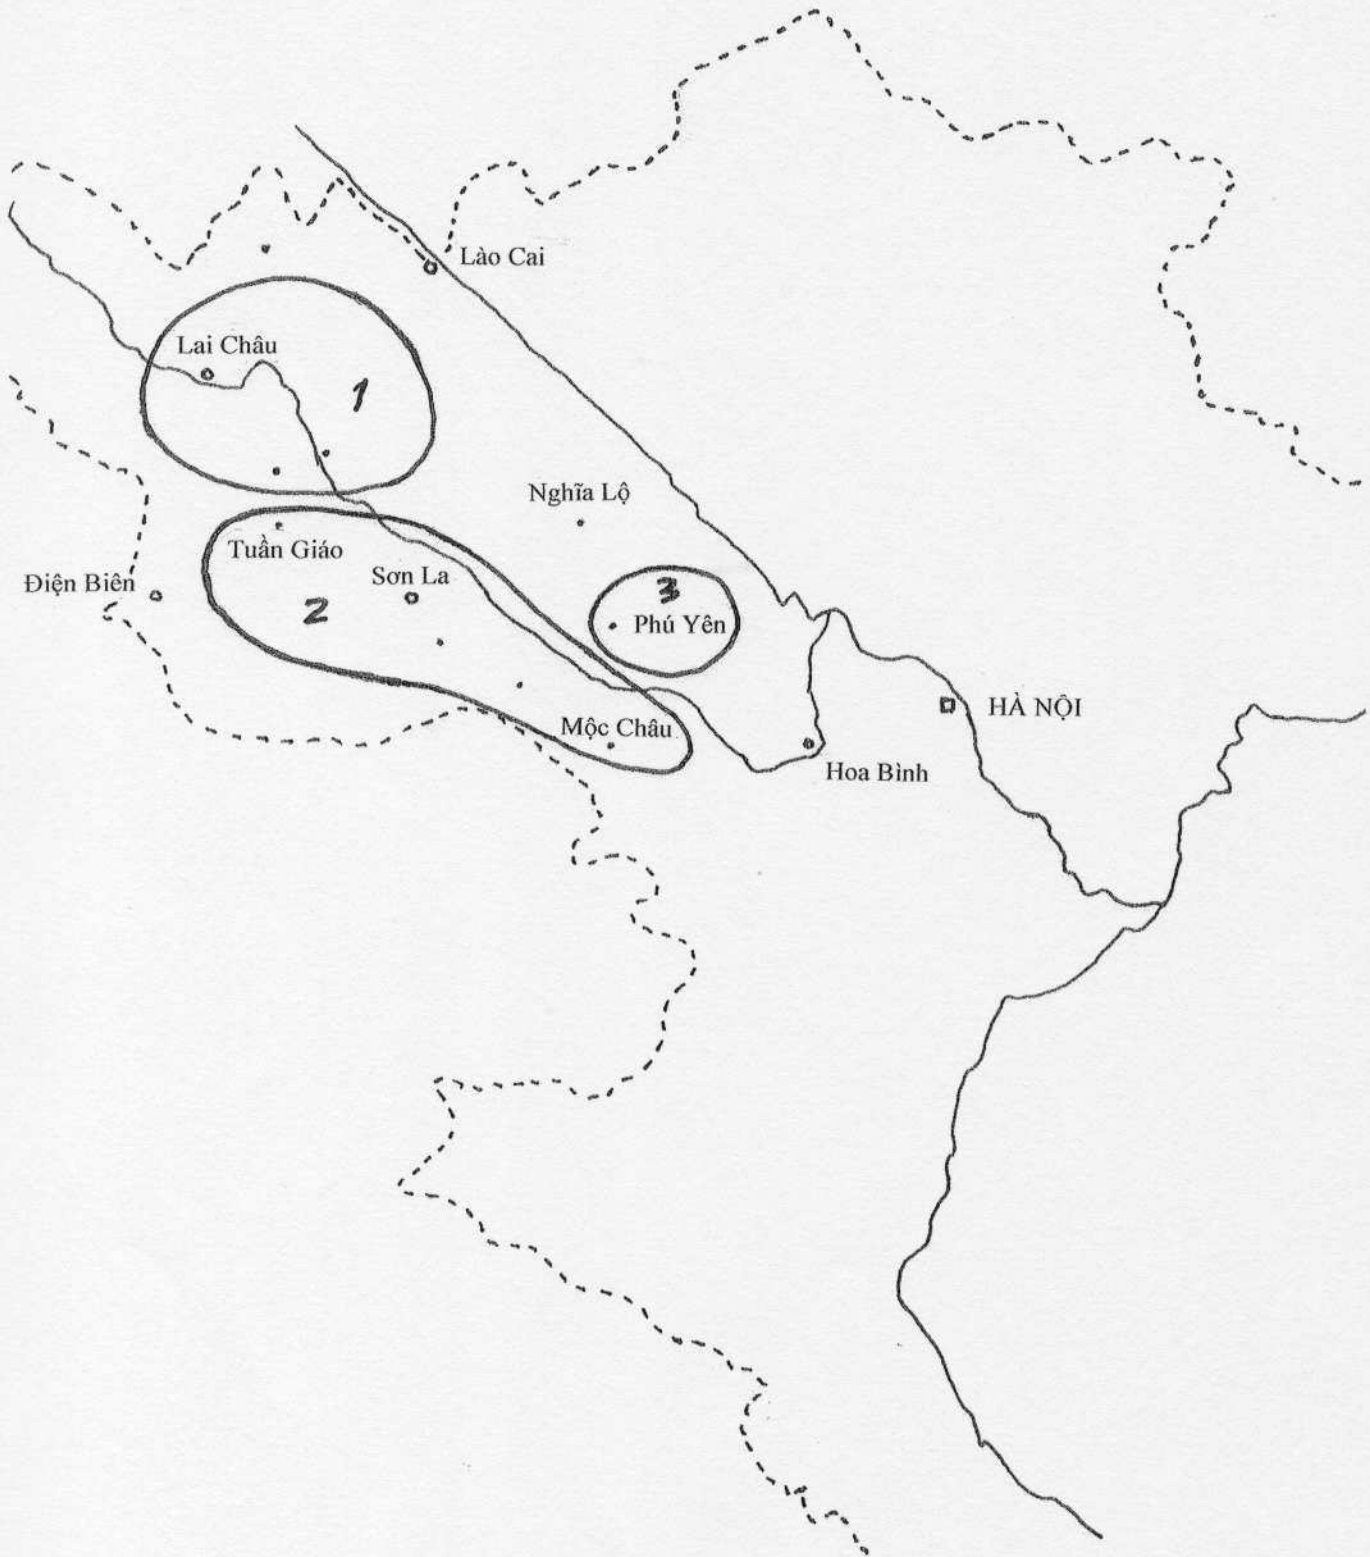 Lào Cai
Lai Châu
1
Nghĩa Lộ
Tuần Giáo
Sơn La
Điện Biên
2
3
Phú Yên
Mộc Châu
HÀ NỘI
Hoa Bình